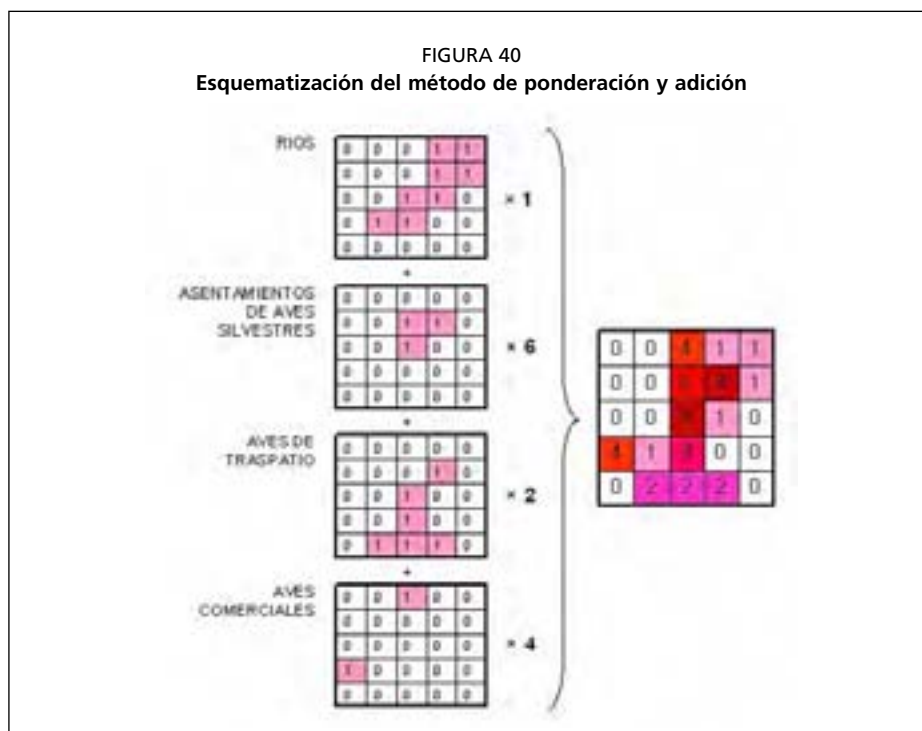 FIGURA 40
Esquematización del método de ponderación y adición
RIOS
0 0 0 1 1
0 0 0 1 1
0 0 1 1 0
0 1 1 0 0
0 0 0 0 0
× 1
+
ASENTAMIENTOS
DE AVES
SILVESTRES
0 0 0 0 0
0 0 1 1 0
0 0 1 0 0
0 0 0 0 0
0 0 0 0 0
× 6
+
AVES DE
TRASPATIO
0 0 0 0 0
0 0 0 1 0
0 0 1 0 0
0 0 1 0 0
0 1 1 1 0
× 2
+
AVES
COMERCIALES
0 0 1 0 0
0 0 0 0 0
0 0 0 0 0
1 0 0 0 0
0 0 0 0 0
× 4
0 0 4 1 1
0 0 1
0 0 1 0
4 1 3 0 0
0 2 2 2 0